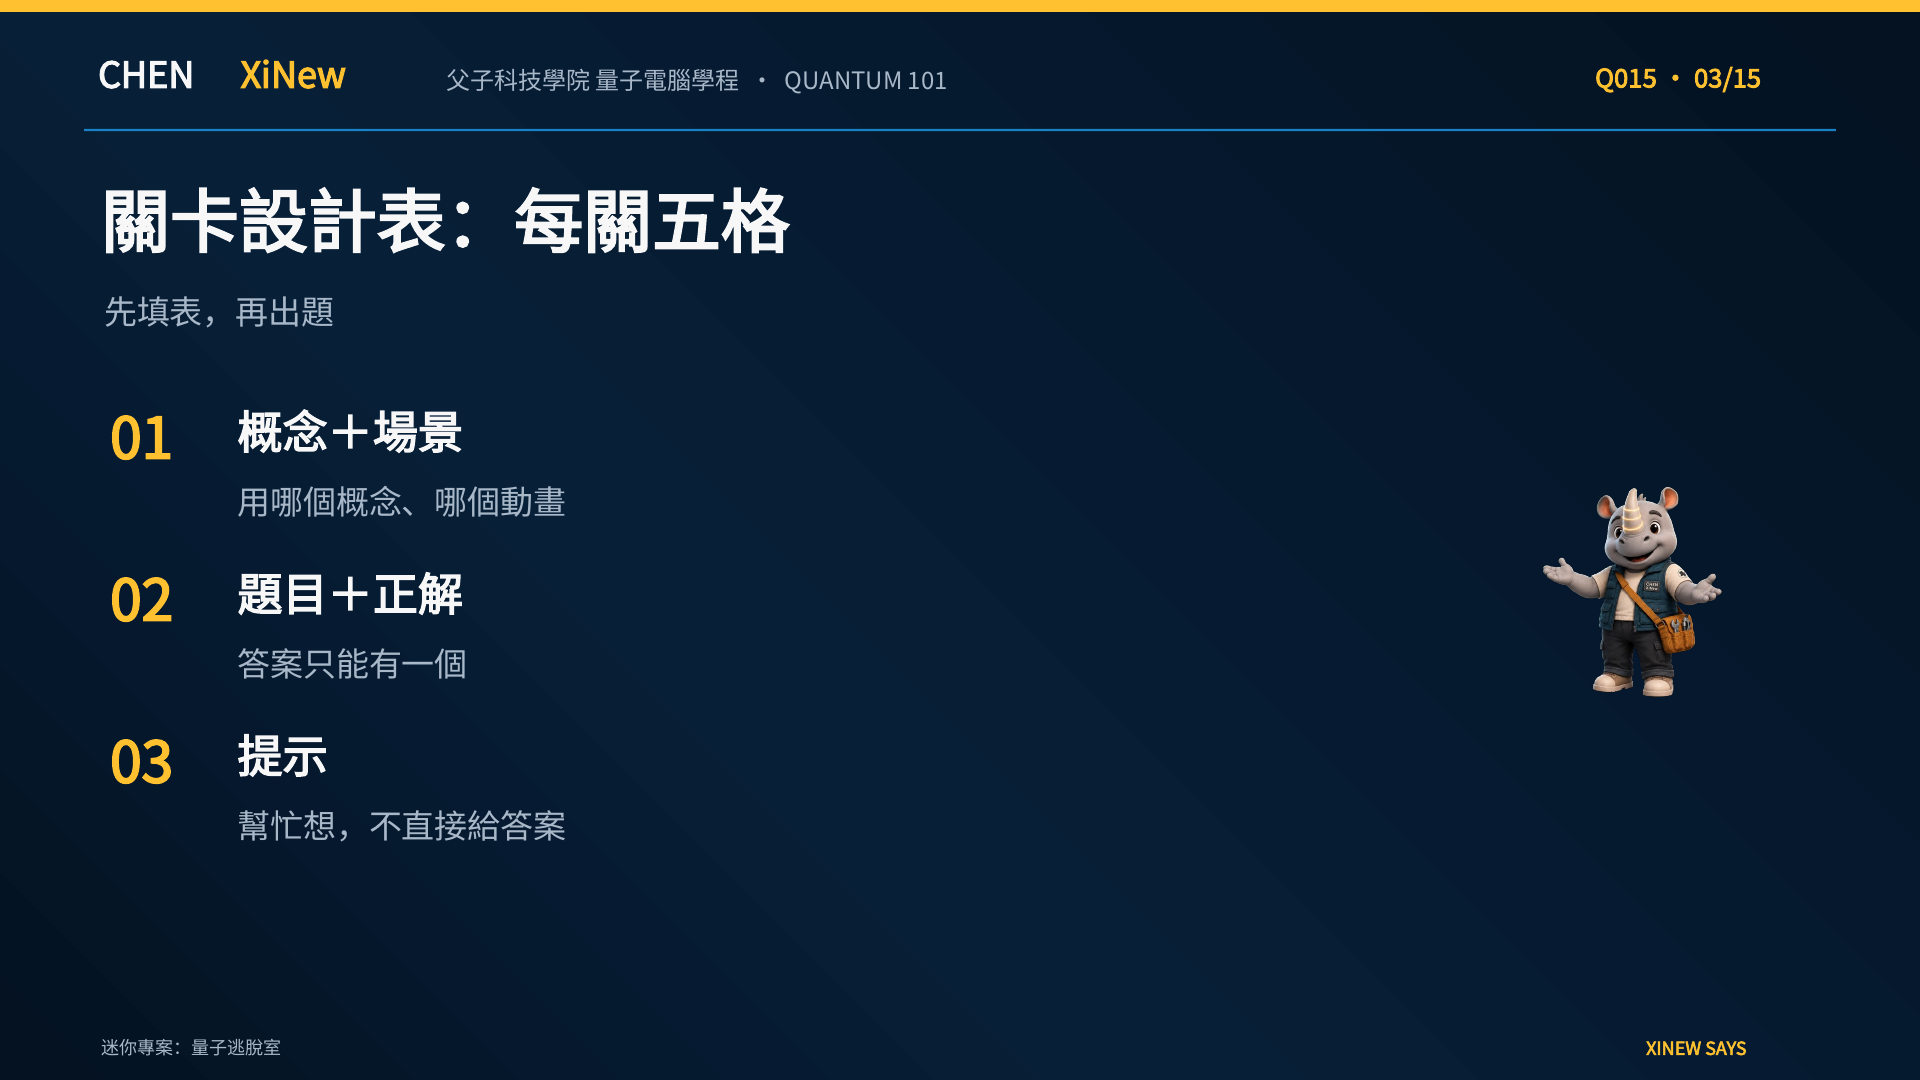 CHEN XiNew 父子科技學院 量子電腦學程 • QUANTUM 101 Q015 • 03/15
關卡設計表：每關五格
先填表，再出題
01 概念＋場景
用哪個概念、哪個動畫
02 題目＋正解
答案只能有一個
03 提示
幫忙想，不直接給答案
迷你專案：量子逃脫室 XINEW SAYS